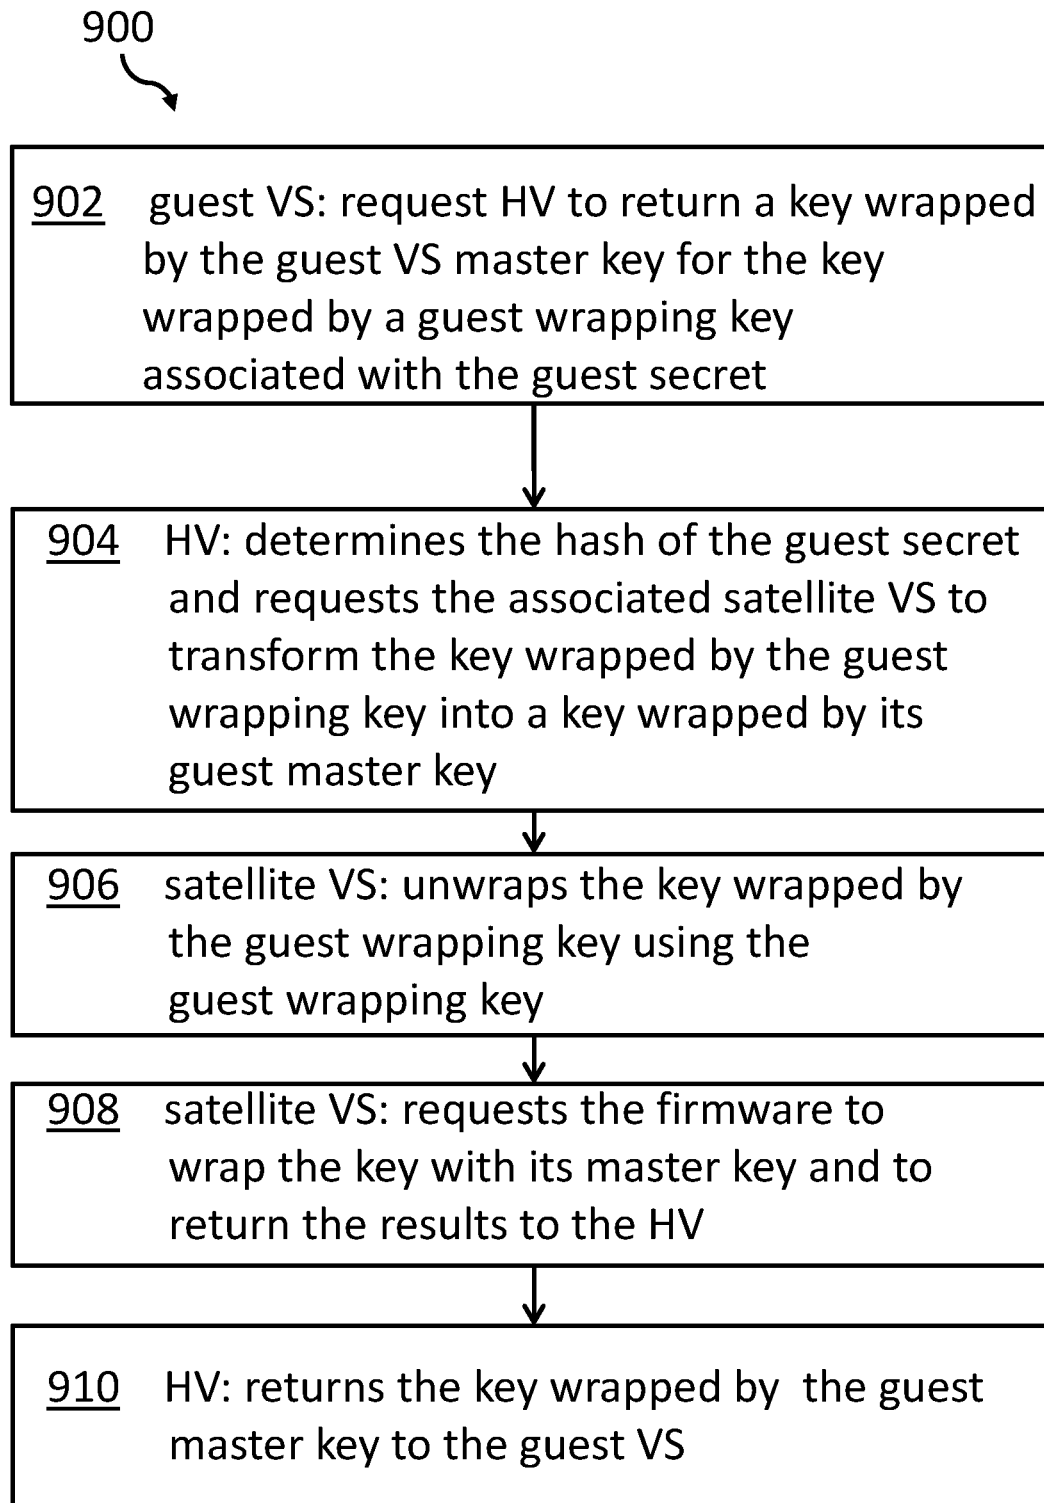 900
902 guest VS: request HV to return a key wrapped
by the guest VS master key for the key
wrapped by a guest wrapping key
associated with the guest secret
904 HV: determines the hash of the guest secret
and requests the associated satellite VS to
transform the key wrapped by the guest
wrapping key into a key wrapped by its
guest master key
906 satellite VS: unwraps the key wrapped by
the guest wrapping key using the
guest wrapping key
908 satellite VS: requests the firmware to
wrap the key with its master key and to
return the results to the HV
910 HV: returns the key wrapped by the guest
master key to the guest VS